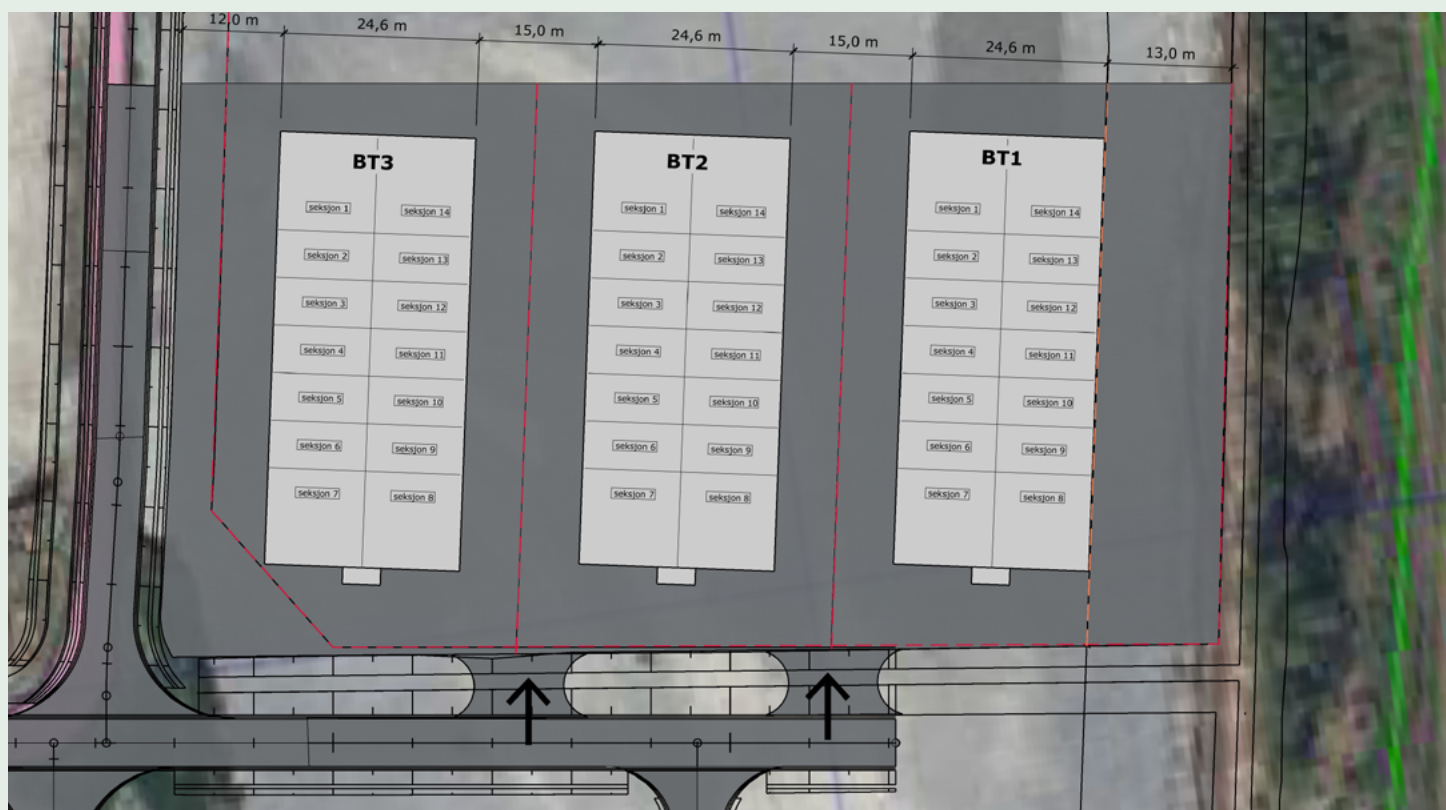 12,0 m
24,6 m
15,0 m
24,6 m
15,0 m
24,6 m
13,0 m
BT3
BT2
BT1
seksjon 1
seksjon 14
seksjon 1
seksjon 14
seksjon 1
seksjon 14
seksjon 2
seksjon 13
seksjon 2
seksjon 13
seksjon 2
seksjon 13
seksjon 3
seksjon 12
seksjon 3
seksjon 12
seksjon 3
seksjon 12
seksjon 4
seksjon 11
seksjon 4
seksjon 11
seksjon 4
seksjon 11
seksjon 5
seksjon 10
seksjon 5
seksjon 10
seksjon 5
seksjon 10
seksjon 6
seksjon 9
seksjon 6
seksjon 9
seksjon 6
seksjon 9
seksjon 7
seksjon 8
seksjon 7
seksjon 8
seksjon 7
seksjon 8